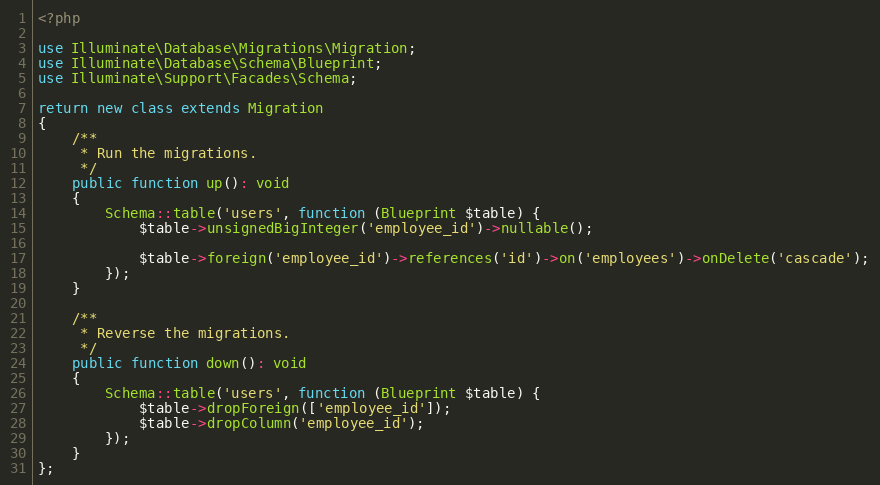 1 <?php
2
3 use Illuminate\Database\Migrations\Migration;
4 use Illuminate\Database\Schema\Blueprint;
5 use Illuminate\Support\Facades\Schema;
6
7 return new class extends Migration
8 {
9     /**
10      * Run the migrations.
11      */
12     public function up(): void
13     {
14         Schema::table('users', function (Blueprint $table) {
15             $table->unsignedBigInteger('employee_id')->nullable();
16
17             $table->foreign('employee_id')->references('id')->on('employees')->onDelete('cascade');
18         });
19     }
20
21     /**
22      * Reverse the migrations.
23      */
24     public function down(): void
25     {
26         Schema::table('users', function (Blueprint $table) {
27             $table->dropForeign(['employee_id']);
28             $table->dropColumn('employee_id');
29         });
30     }
31 };